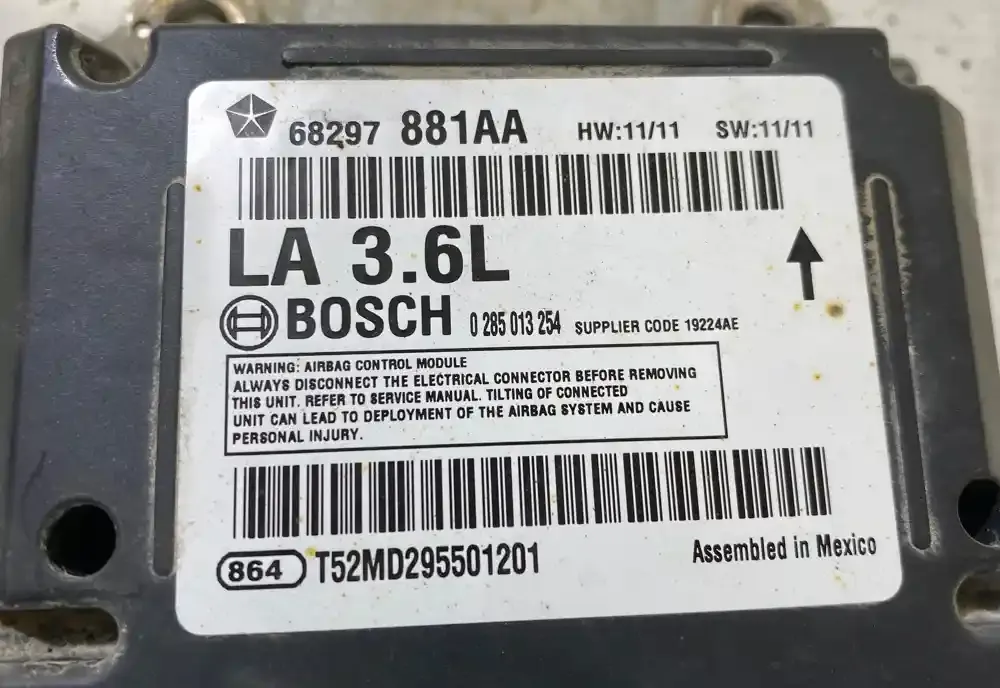 68297 881AA HW:11/11 SW:11/11
LA 3.6L
BOSCH 0 285 013 254 SUPPLIER CODE 19224AE
WARNING: AIRBAG CONTROL MODULE
ALWAYS DISCONNECT THE ELECTRICAL CONNECTOR BEFORE REMOVING
THIS UNIT. REFER TO SERVICE MANUAL. TILTING OF CONNECTED
UNIT CAN LEAD TO DEPLOYMENT OF THE AIRBAG SYSTEM AND CAUSE
PERSONAL INJURY.
864 T52MD295501201 Assembled in Mexico